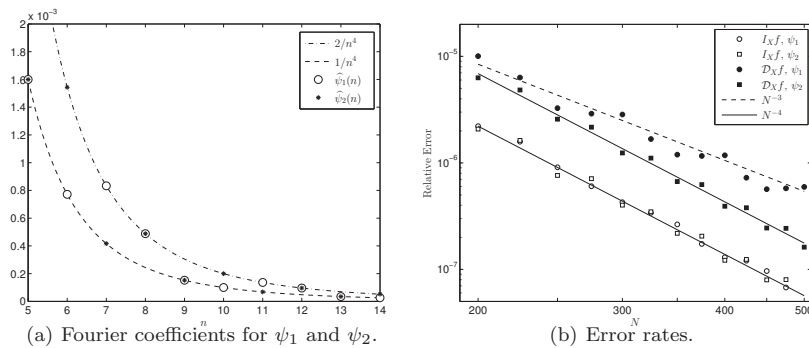 2 x 10^-3
1.8
1.6
1.4
1.2
1
0.8
0.6
0.4
0.2
0
5 6 7 8 9 10 11 12 13 14
n
2/n^4
1/n^4
ψ̂₁(n)
ψ̂₂(n)
(a) Fourier coefficients for ψ₁ and ψ₂.
Relative Error
10^-5
10^-6
10^-7
200 300 400 500
N
I_X f, ψ₁
I_X f, ψ₂
𝒟_X f, ψ₁
𝒟_X f, ψ₂
N^-3
N^-4
(b) Error rates.